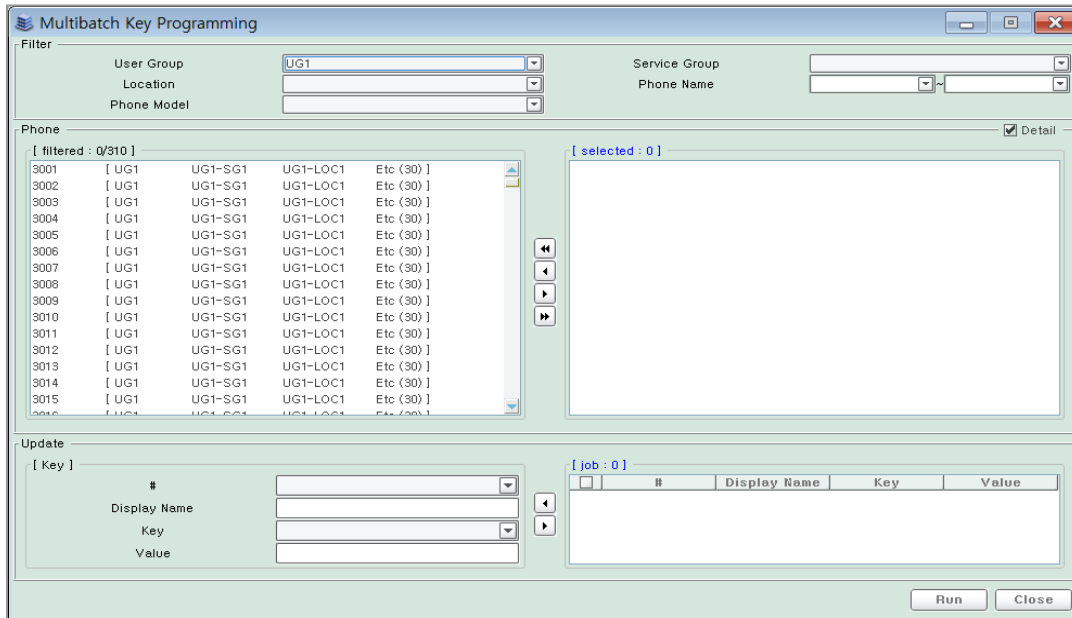 Multibatch Key Programming
Filter
User Group UG1 Service Group
Location Phone Name ~
Phone Model
Phone Detail
[ filtered : 0/310 ] [ selected : 0 ]
3001 [ UG1 UG1-SG1 UG1-LOC1 Etc (30) ]
3002 [ UG1 UG1-SG1 UG1-LOC1 Etc (30) ]
3003 [ UG1 UG1-SG1 UG1-LOC1 Etc (30) ]
3004 [ UG1 UG1-SG1 UG1-LOC1 Etc (30) ]
3005 [ UG1 UG1-SG1 UG1-LOC1 Etc (30) ]
3006 [ UG1 UG1-SG1 UG1-LOC1 Etc (30) ]
3007 [ UG1 UG1-SG1 UG1-LOC1 Etc (30) ]
3008 [ UG1 UG1-SG1 UG1-LOC1 Etc (30) ]
3009 [ UG1 UG1-SG1 UG1-LOC1 Etc (30) ]
3010 [ UG1 UG1-SG1 UG1-LOC1 Etc (30) ]
3011 [ UG1 UG1-SG1 UG1-LOC1 Etc (30) ]
3012 [ UG1 UG1-SG1 UG1-LOC1 Etc (30) ]
3013 [ UG1 UG1-SG1 UG1-LOC1 Etc (30) ]
3014 [ UG1 UG1-SG1 UG1-LOC1 Etc (30) ]
3015 [ UG1 UG1-SG1 UG1-LOC1 Etc (30) ]
Update
[ Key ] [ job : 0 ]
# # Display Name Key Value
Display Name
Key
Value
Run Close